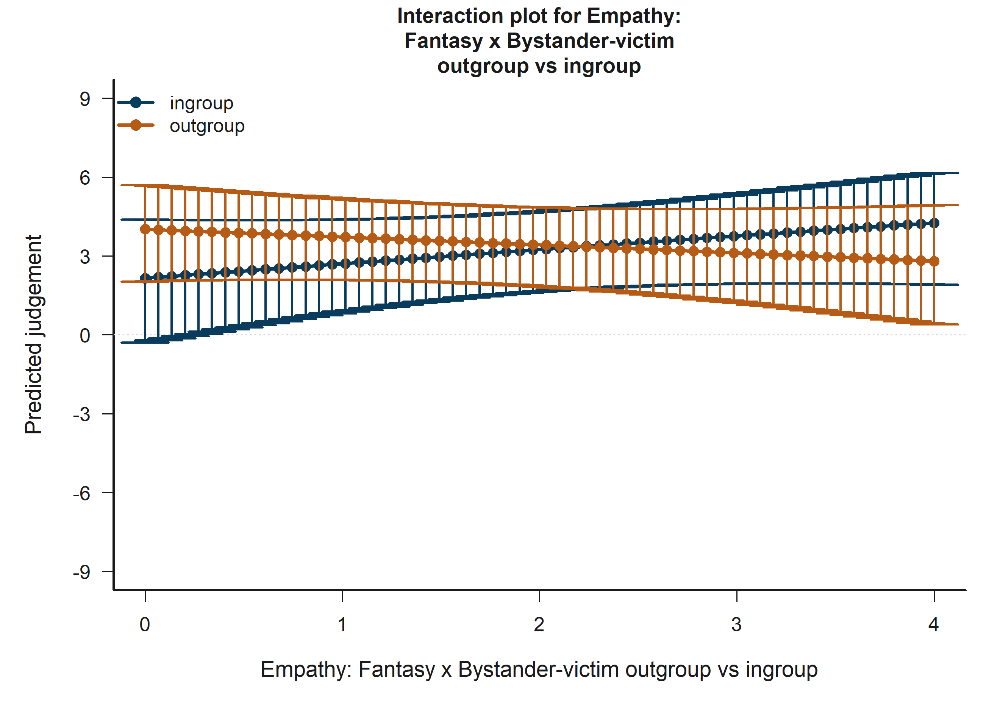 Interaction plot for Empathy:
Fantasy x Bystander-victim
outgroup vs ingroup
ingroup
outgroup
9
6
3
0
-3
-6
-9
Predicted judgement
0 1 2 3 4
Empathy: Fantasy x Bystander-victim outgroup vs ingroup